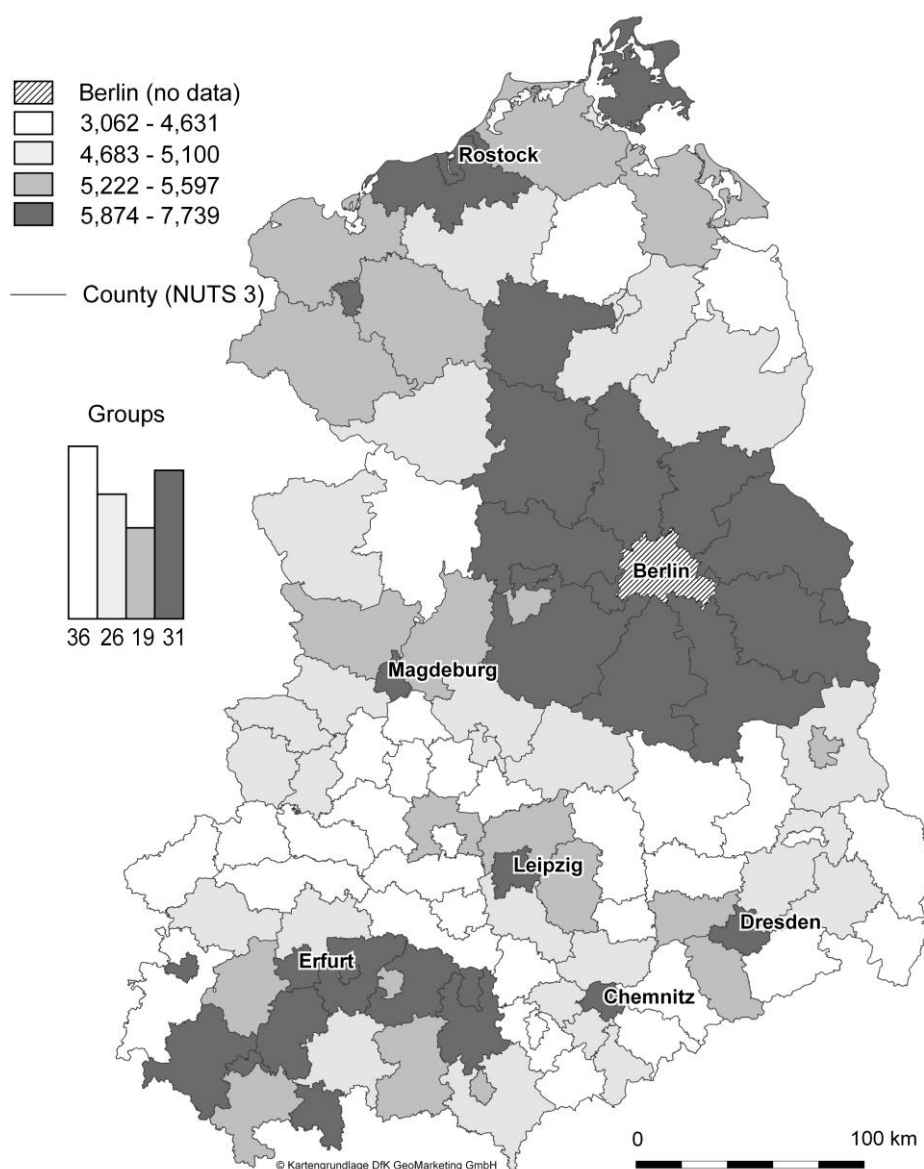 Berlin (no data)
3,062 - 4,631
4,683 - 5,100
5,222 - 5,597
5,874 - 7,739
County (NUTS 3)
Groups
36 26 19 31
Rostock
Berlin
Magdeburg
Leipzig
Dresden
Erfurt
Chemnitz
0 100 km
© Kartengrundlage DfK GeoMarketing GmbH